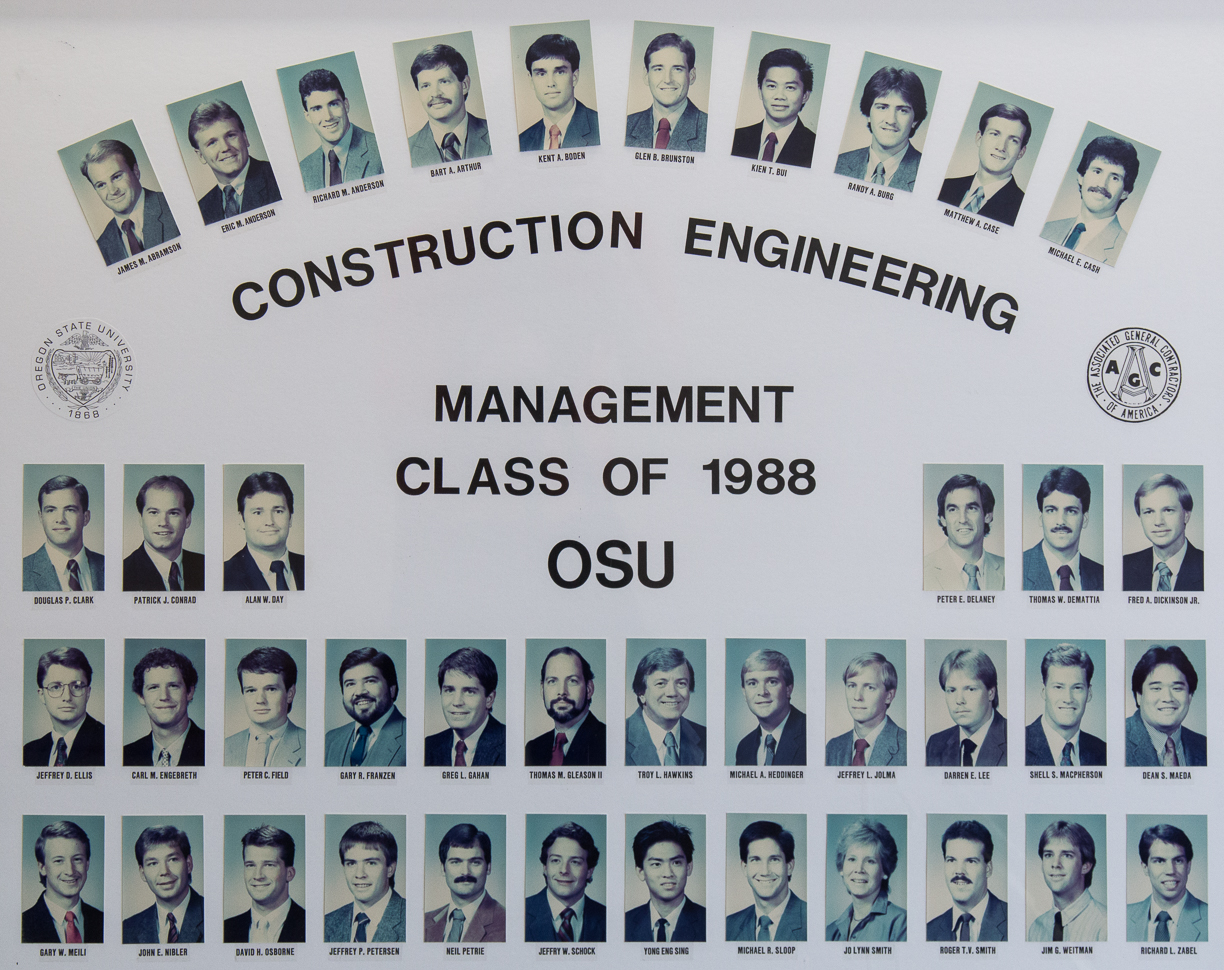 JAMES M. ABRAMSON
ERIC M. ANDERSON
RICHARD M. ANDERSON
BART A. ARTHUR
KENT A. BODEN
GLEN B. BRUNSTON
KIEN T. BUI
RANDY A. BURG
MATTHEW A. CASE
MICHAEL E. CASH
CONSTRUCTION ENGINEERING
OREGON STATE UNIVERSITY
1868
THE ASSOCIATED GENERAL CONTRACTORS
OF AMERICA
AGC
MANAGEMENT
CLASS OF 1988
OSU
DOUGLAS P. CLARK
PATRICK J. CONRAD
ALAN W. DAY
PETER E. DELANEY
THOMAS W. DEMATTIA
FRED A. DICKINSON JR.
JEFFREY D. ELLIS
CARL M. ENGEBRETH
PETER C. FIELD
GARY R. FRANZEN
GREG L. GAHAN
THOMAS M. GLEASON II
TROY L. HAWKINS
MICHAEL A. HEDDINGER
JEFFREY L. JOLMA
DARREN E. LEE
SHELL S. MACPHERSON
DEAN S. MAEDA
GARY W. MEILI
JOHN E. NIBLER
DAVID H. OSBORNE
JEFFREY P. PETERSEN
NEIL PETRIE
JEFFRY W. SCHOCK
YONG ENG SING
MICHAEL R. SLOOP
JO LYNN SMITH
ROGER T.V. SMITH
JIM G. WEITMAN
RICHARD L. ZABEL